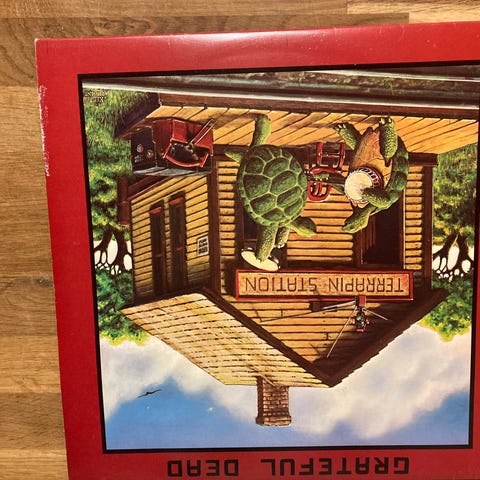 GRATEFUL DEAD
TERRAPIN STATION